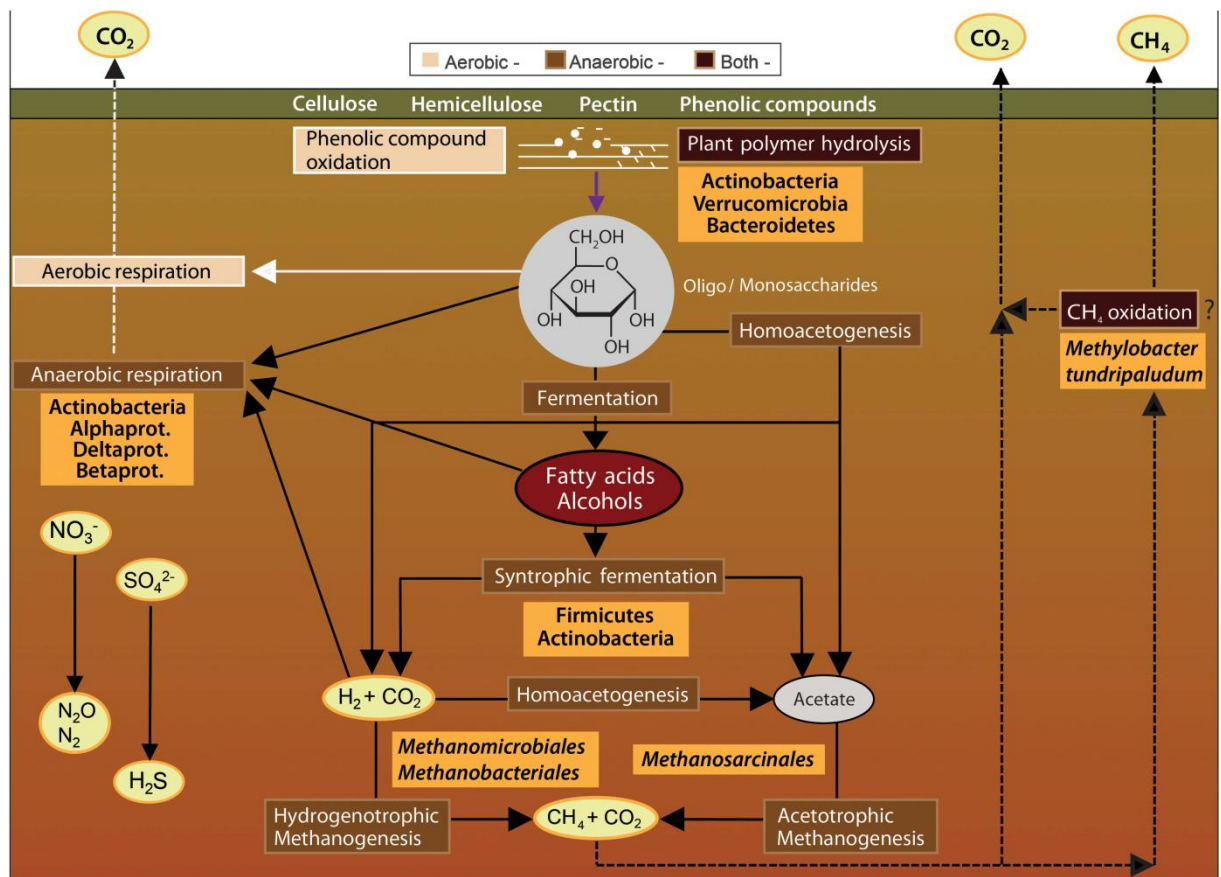 CO₂
CO₂
CH₄
Aerobic - Anaerobic - Both -
Cellulose Hemicellulose Pectin Phenolic compounds
Phenolic compound
oxidation
Plant polymer hydrolysis
Actinobacteria
Verrucomicrobia
Bacteroidetes
CH₂OH
O
OH
OH
OH
OH
Oligo / Monosaccharides
Aerobic respiration
Homoacetogenesis
CH₄ oxidation ?
Methylobacter
tundripaludum
Anaerobic respiration
Actinobacteria
Alphaprot.
Deltaprot.
Betaprot.
Fermentation
Fatty acids
Alcohols
NO₃⁻
SO₄²⁻
Syntrophic fermentation
Firmicutes
Actinobacteria
H₂ + CO₂
Homoacetogenesis
Acetate
N₂O
N₂
H₂S
Methanomicrobiales
Methanobacteriales
Methanosarcinales
Hydrogenotrophic
Methanogenesis
CH₄ + CO₂
Acetotrophic
Methanogenesis